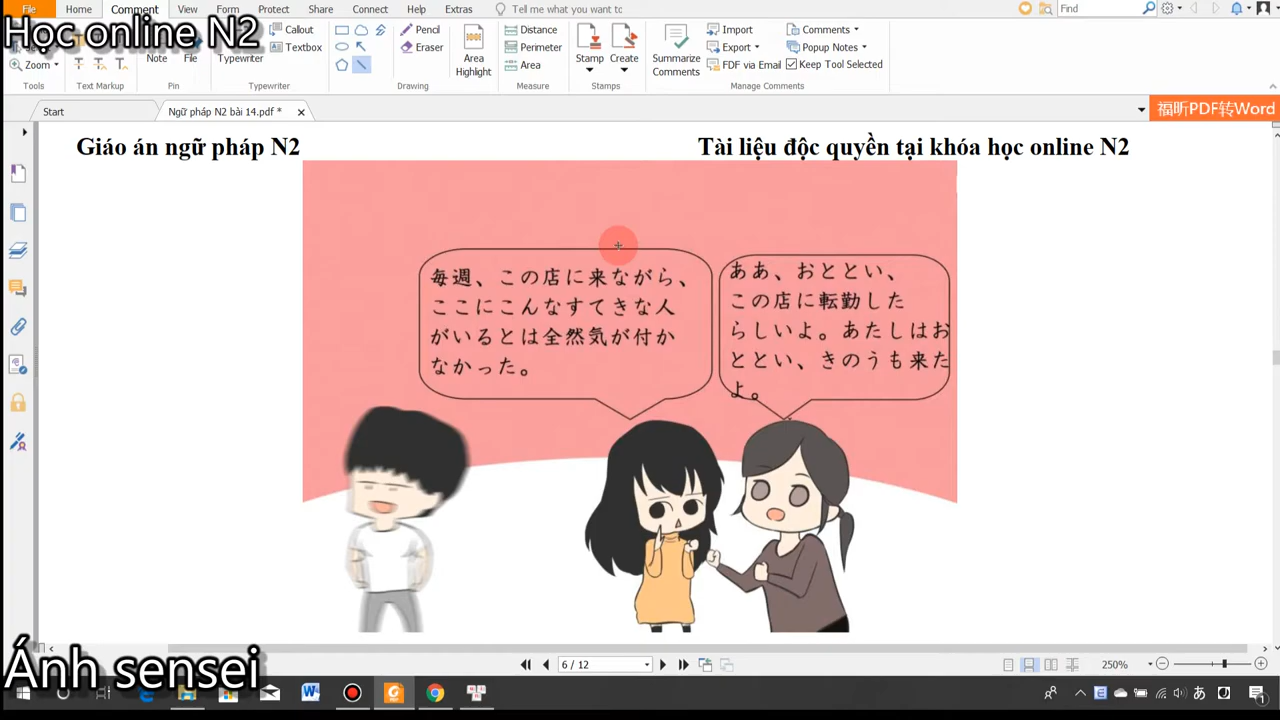 File Home Comment View Form Protect Share Connect Help Extras Tell me what you want tc Find
Học online N2
Zoom
Tools
Text Markup
Note
File
Pin
Typewriter
Callout
Textbox
Typewriter
Pencil
Eraser
Drawing
Area
Highlight
Distance
Perimeter
Area
Measure
Stamp
Create
Stamps
Summarize
Comments
Import
Export
FDF via Email
Comments
Popup Notes
Keep Tool Selected
Manage Comments
Start
Ngữ pháp N2 bài 14.pdf *
福昕PDF转Word
Giáo án ngữ pháp N2
Tài liệu độc quyền tại khóa học online N2
毎週、この店に来ながら、
ここにこんなすてきな人
がいるとは全然気が付か
なかった。
ああ、おととい、
この店に転勤した
らしいよ。あたしはお
ととい、きのうも来た
よ。
6 / 12
250%
Ánh sensei
あ